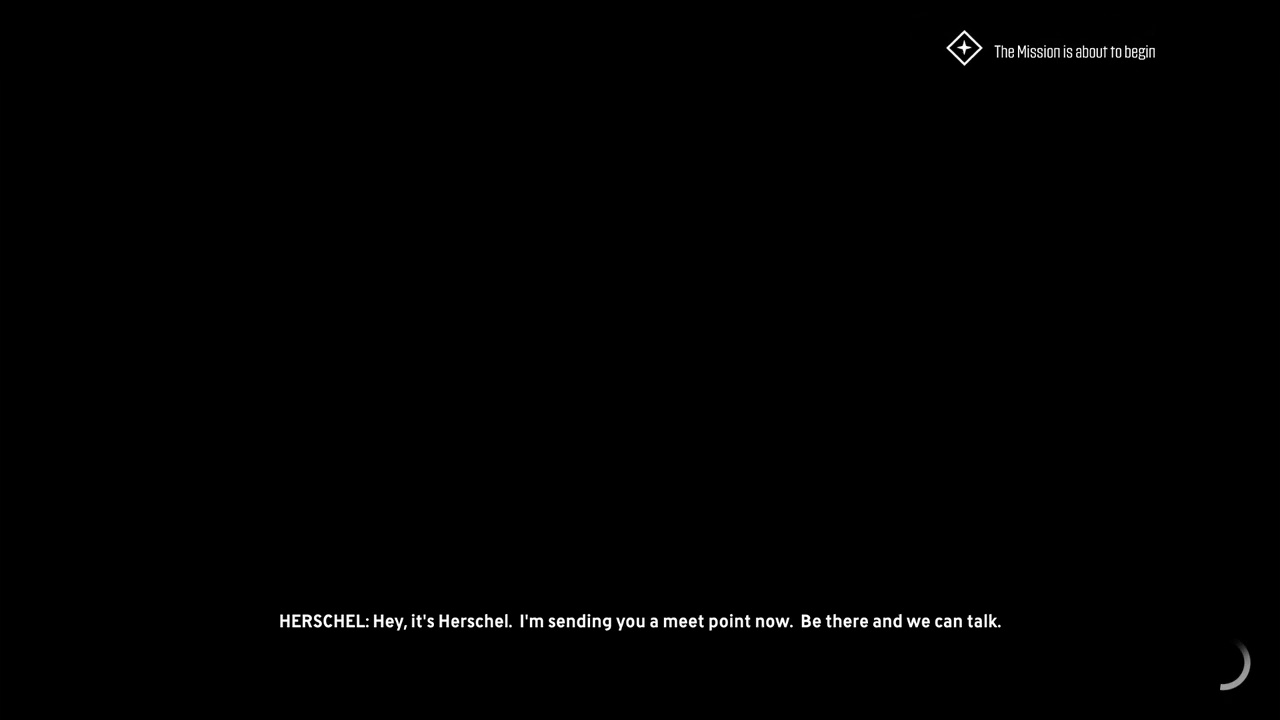 The Mission is about to begin
HERSCHEL: Hey, it's Herschel.  I'm sending you a meet point now.  Be there and we can talk.